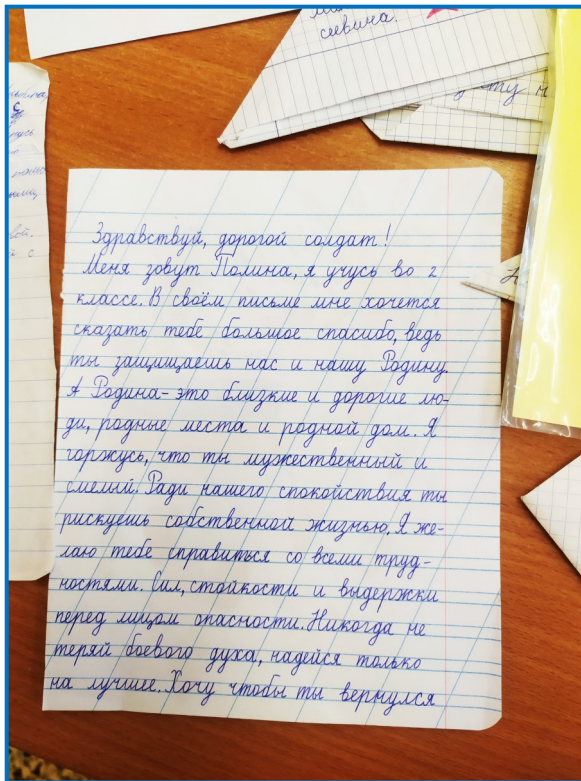 сивича.
ту н
с
Здравствуй, дорогой солдат!
Меня зовут Полина, я учусь во 2
классе. В своём письме мне хочется
сказать тебе большое спасибо, ведь
ты защищаешь нас и нашу Родину.
А Родина - это близкие и дорогие лю-
ди, родные места и родной дом. Я
горжусь, что ты мужественный и
смелый. Ради нашего спокойствия ты
рискуешь собственной жизнью. Я же-
лаю тебе справиться со всеми труд-
ностями. Сил, стойкости и выдержки
перед лицом опасности. Никогда не
теряй боевого духа, надейся только
на лучшее. Хочу чтобы ты вернулся